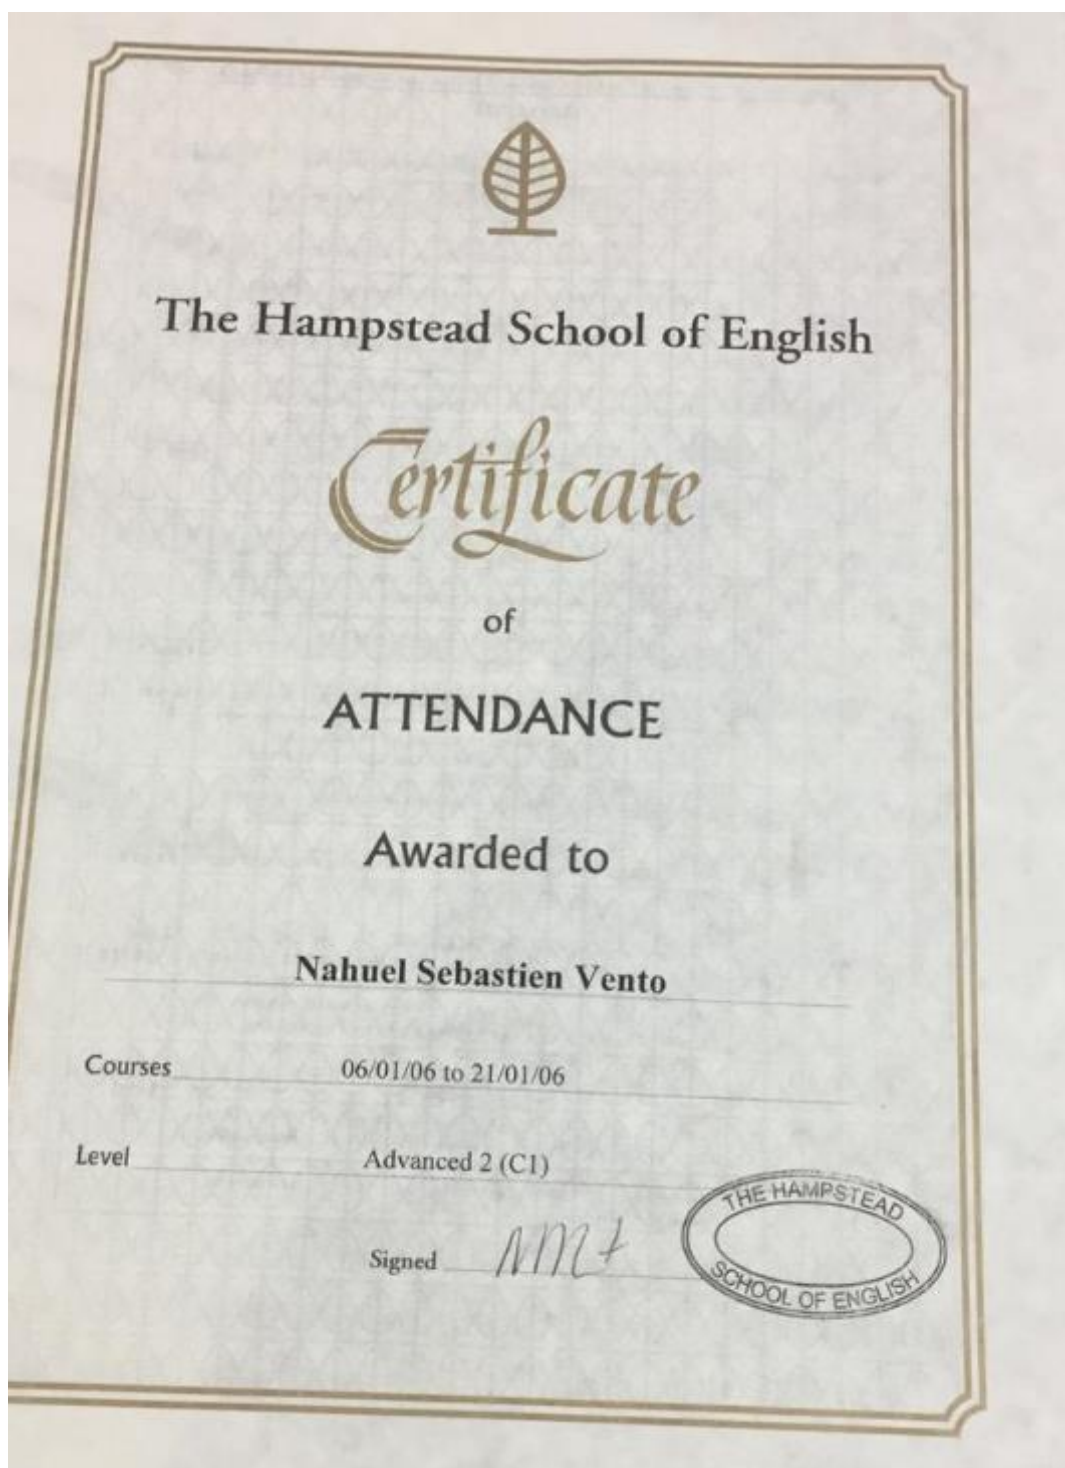 The Hampstead School of English
Certificate
of
ATTENDANCE
Awarded to
Nahuel Sebastien Vento
Courses 06/01/06 to 21/01/06
Level Advanced 2 (C1)
Signed
THE HAMPSTEAD
SCHOOL OF ENGLISH